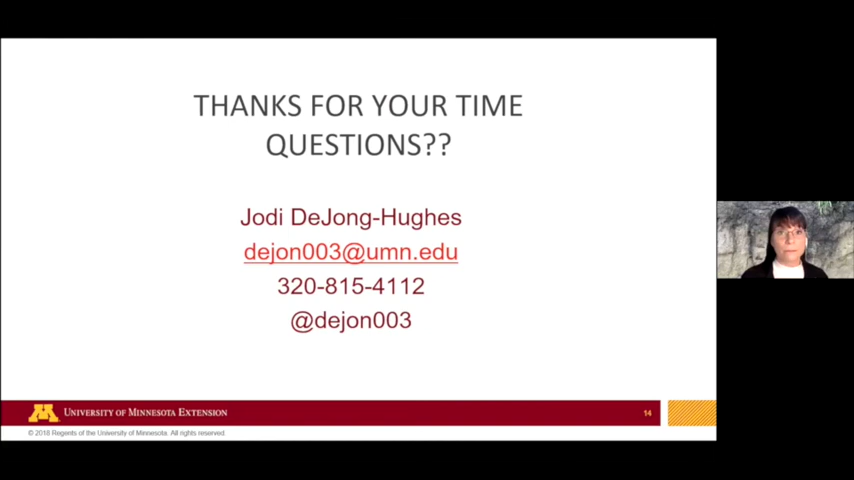 THANKS FOR YOUR TIME
QUESTIONS??
Jodi DeJong-Hughes
dejon003@umn.edu
320-815-4112
@dejon003
M UNIVERSITY OF MINNESOTA EXTENSION
14
© 2018 Regents of the University of Minnesota. All rights reserved.